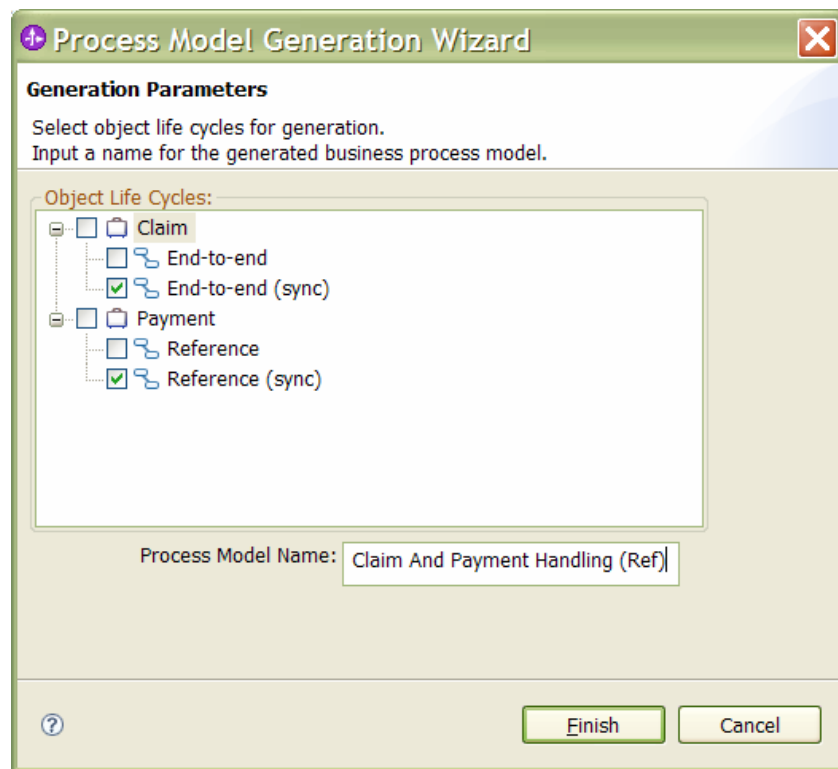 Process Model Generation Wizard
Generation Parameters
Select object life cycles for generation.
Input a name for the generated business process model.
Object Life Cycles:
Claim
End-to-end
End-to-end (sync)
Payment
Reference
Reference (sync)
Process Model Name: Claim And Payment Handling (Ref)
? Finish Cancel